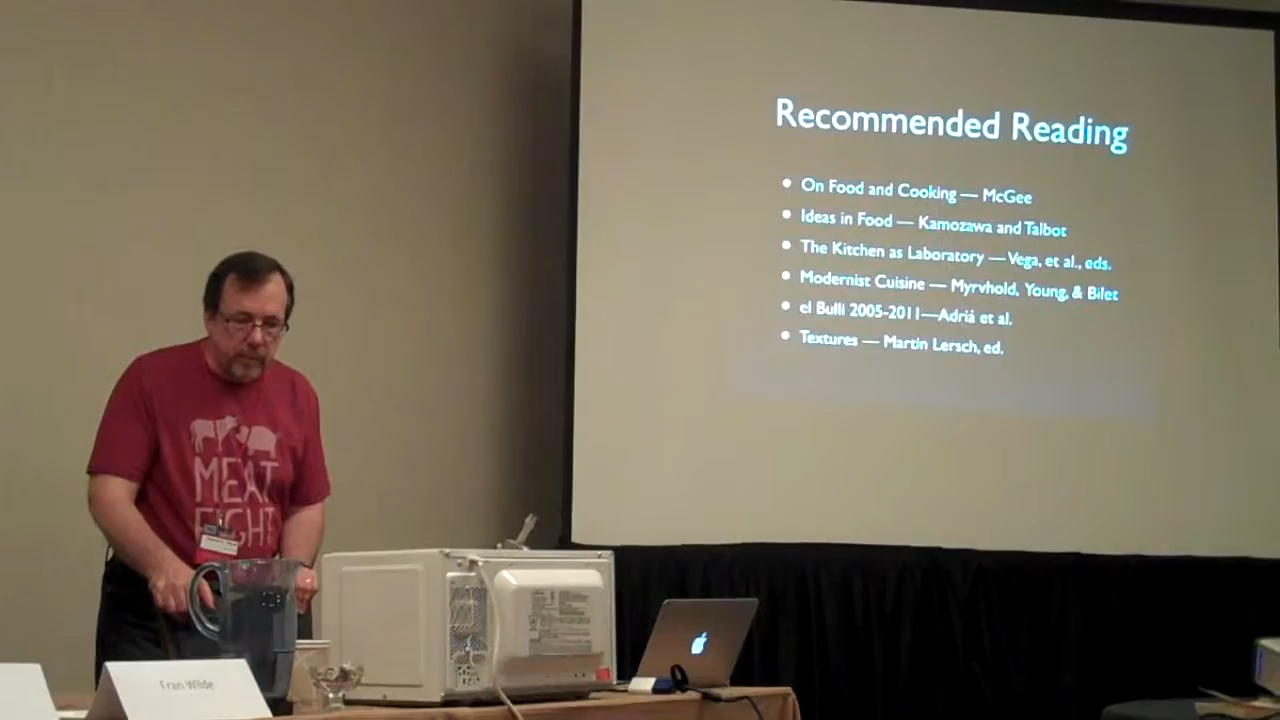 Recommended Reading
• On Food and Cooking — McGee
• Ideas in Food — Kamozawa and Talbot
• The Kitchen as Laboratory — Vega, et al., eds.
• Modernist Cuisine — Myrvhold, Young, & Bilet
• el Bulli 2005-2011—Adriá et al.
• Textures — Martin Lersch, ed.
MEAT
FIGHT
Fran Wilde